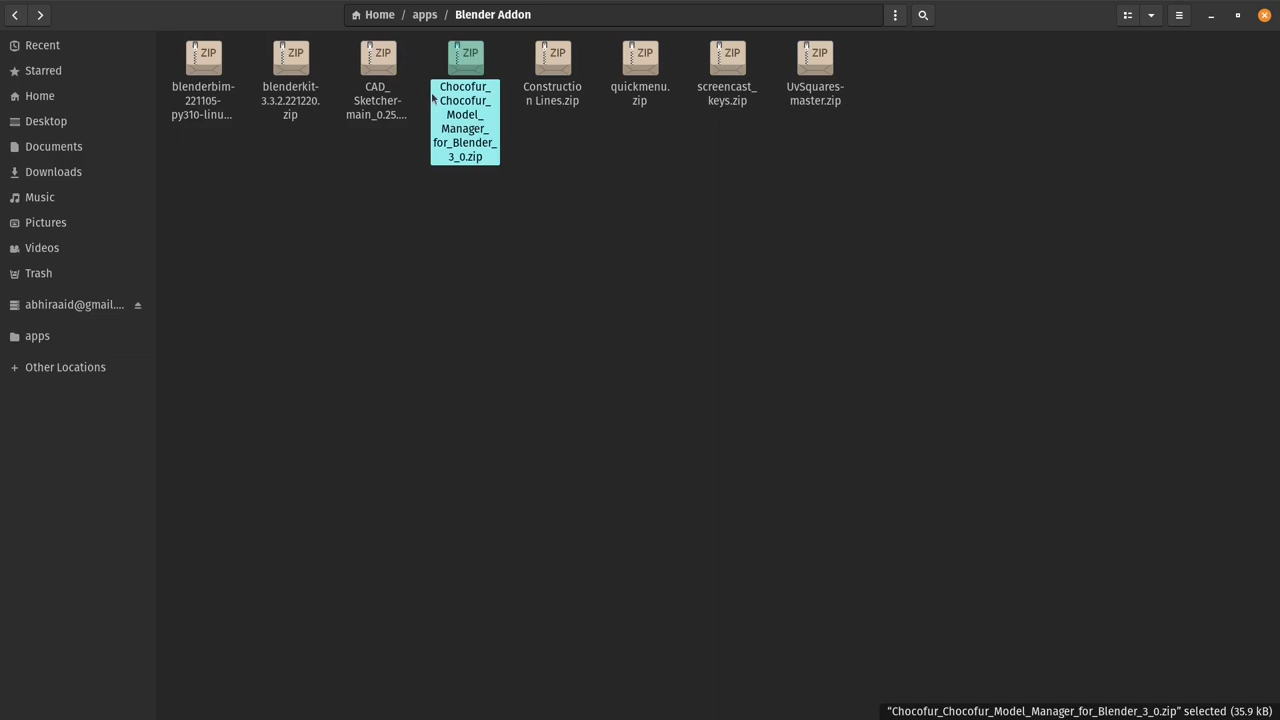 Home / apps / Blender Addon
Recent
Starred
Home
Desktop
Documents
Downloads
Music
Pictures
Videos
Trash
abhiraaid@gmail....
apps
+ Other Locations
ZIP
blenderbim-
221105-
py310-linu...
ZIP
blenderkit-
3.3.2.221220.
zip
ZIP
CAD_
Sketcher-
main_0.25....
ZIP
Chocofur_
Chocofur_
Model_
Manager_
for_Blender_
3_0.zip
ZIP
Constructio
n Lines.zip
ZIP
quickmenu.
zip
ZIP
screencast_
keys.zip
ZIP
UvSquares-
master.zip
“Chocofur_Chocofur_Model_Manager_for_Blender_3_0.zip” selected (35.9 kB)